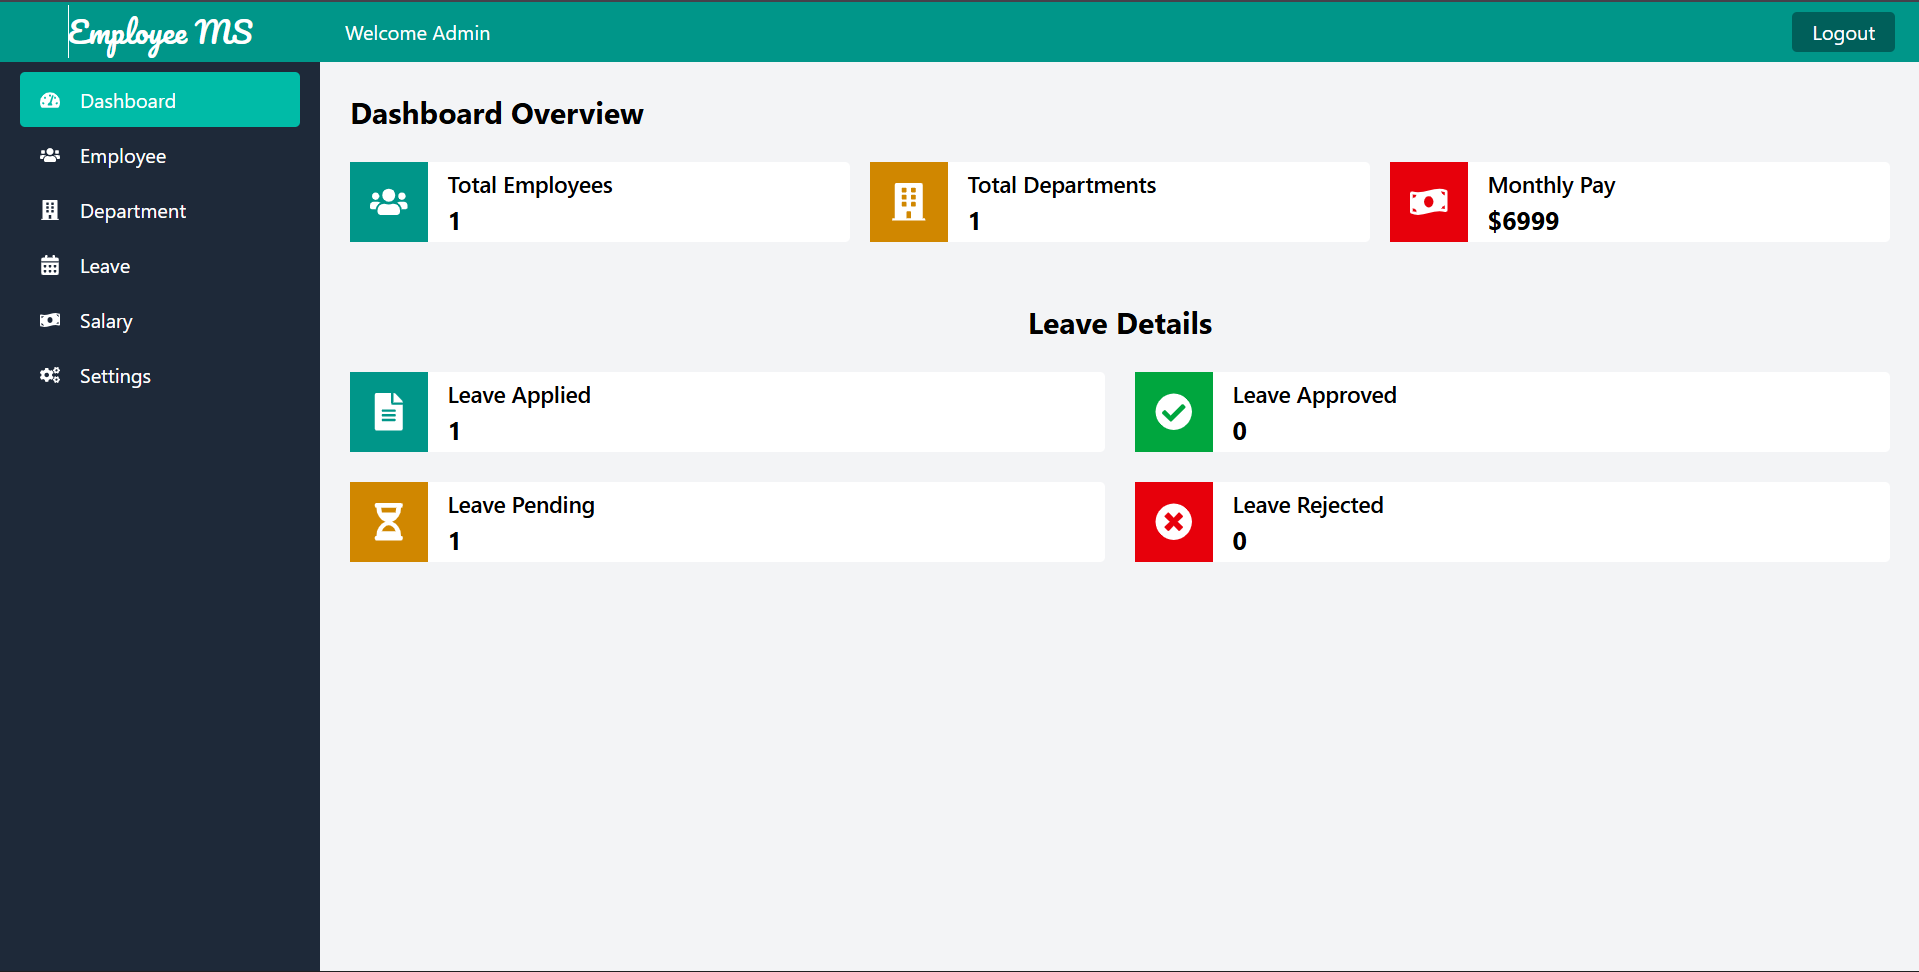 Employee MS
Welcome Admin
Logout
Dashboard
Employee
Department
Leave
Salary
Settings
Dashboard Overview
Total Employees
1
Total Departments
1
Monthly Pay
$6999
Leave Details
Leave Applied
1
Leave Approved
0
Leave Pending
1
Leave Rejected
0